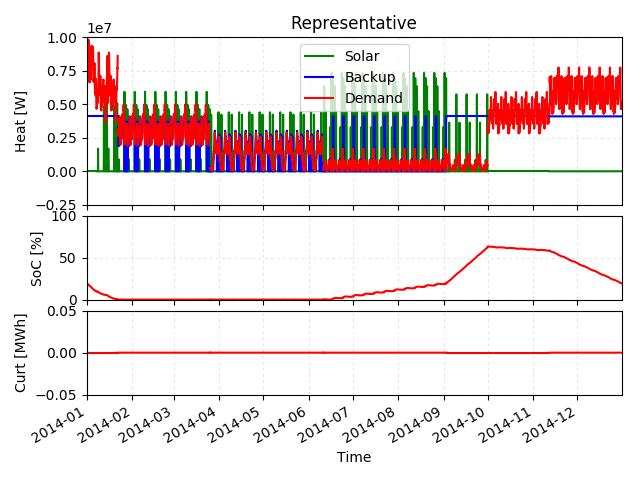 Representative
1e7
1.00
0.75
0.50
0.25
0.00
−0.25
Heat [W]
Solar
Backup
Demand
100
50
0
SoC [%]
0.05
0.00
−0.05
Curt [MWh]
2014-01
2014-02
2014-03
2014-04
2014-05
2014-06
2014-07
2014-08
2014-09
2014-10
2014-11
2014-12
Time